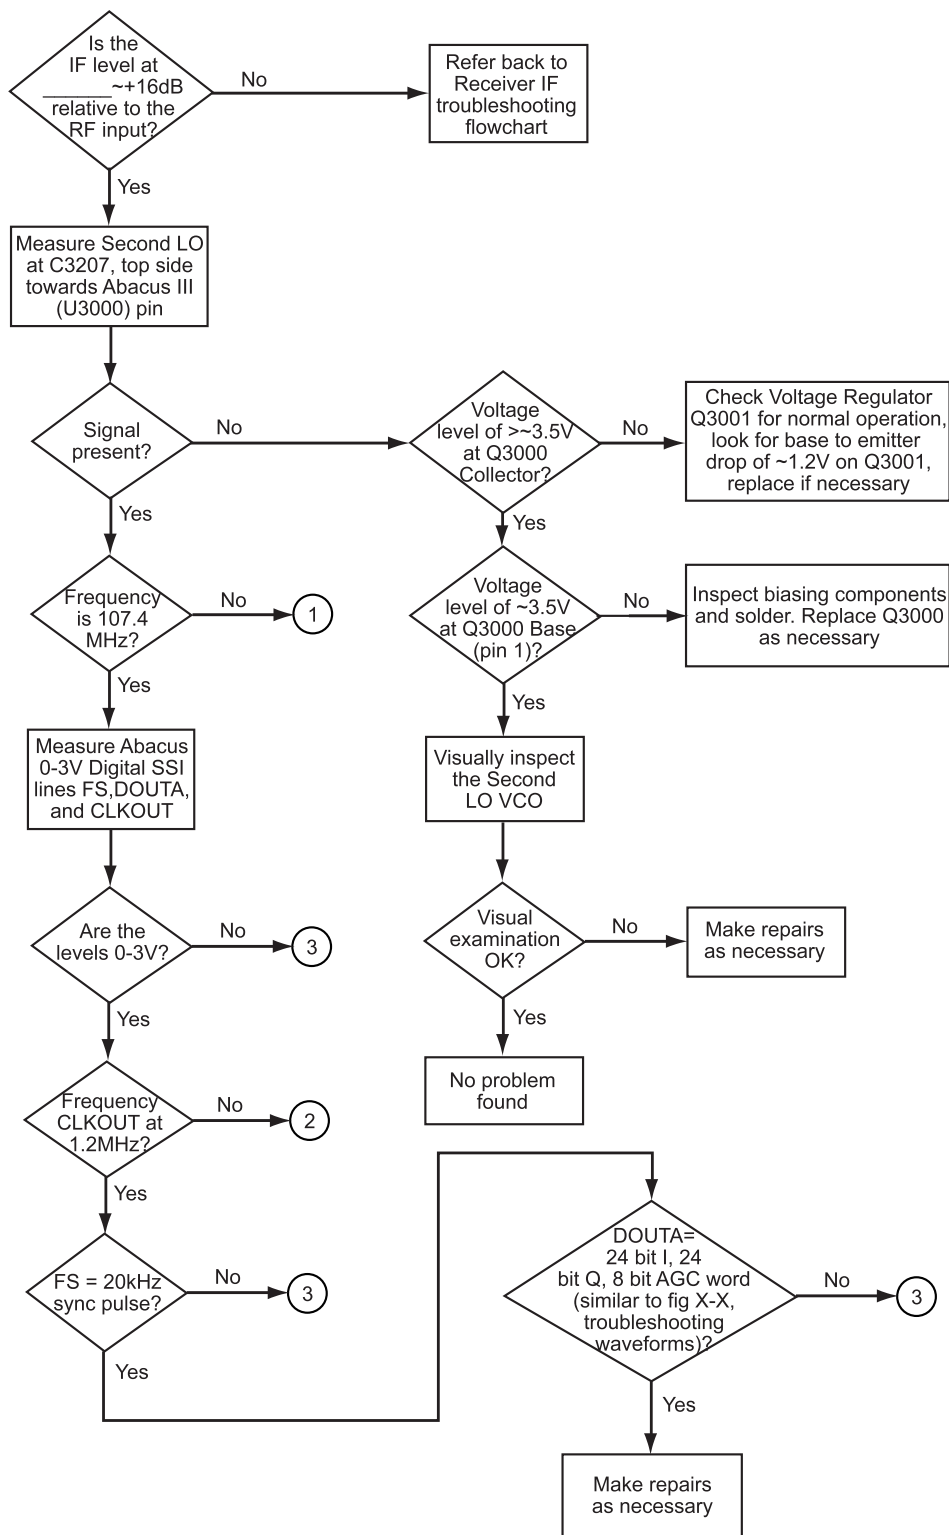 Is the
IF level at
______~+16dB
relative to the
RF input?
No
Refer back to
Receiver IF
troubleshooting
flowchart
Yes
Measure Second LO
at C3207, top side
towards Abacus III
(U3000) pin
Signal
present?
No
Voltage
level of >~3.5V
at Q3000
Collector?
No
Check Voltage Regulator
Q3001 for normal operation,
look for base to emitter
drop of ~1.2V on Q3001,
replace if necessary
Yes
Yes
Frequency
is 107.4
MHz?
No
1
Voltage
level of ~3.5V
at Q3000 Base
(pin 1)?
No
Inspect biasing components
and solder. Replace Q3000
as necessary
Yes
Yes
Measure Abacus
0-3V Digital SSI
lines FS,DOUTA,
and CLKOUT
Visually inspect
the Second
LO VCO
Are the
levels 0-3V?
No
3
Visual
examination
OK?
No
Make repairs
as necessary
Yes
Yes
Frequency
CLKOUT at
1.2MHz?
No
2
No problem
found
Yes
FS = 20kHz
sync pulse?
No
3
DOUTA=
24 bit I, 24
bit Q, 8 bit AGC word
(similar to fig X-X,
troubleshooting
waveforms)?
No
3
Yes
Yes
Make repairs
as necessary